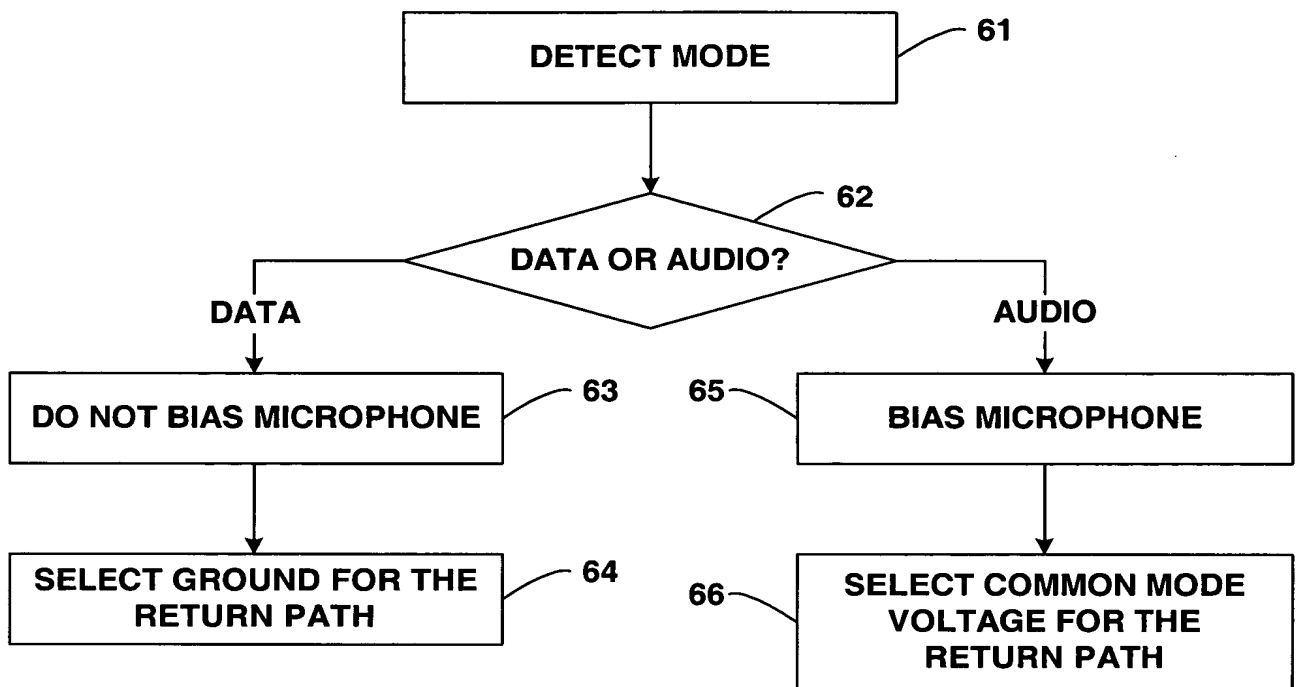 DETECT MODE
61
62
DATA OR AUDIO?
DATA
AUDIO
DO NOT BIAS MICROPHONE
63
65
BIAS MICROPHONE
SELECT GROUND FOR THE
RETURN PATH
64
66
SELECT COMMON MODE
VOLTAGE FOR THE
RETURN PATH